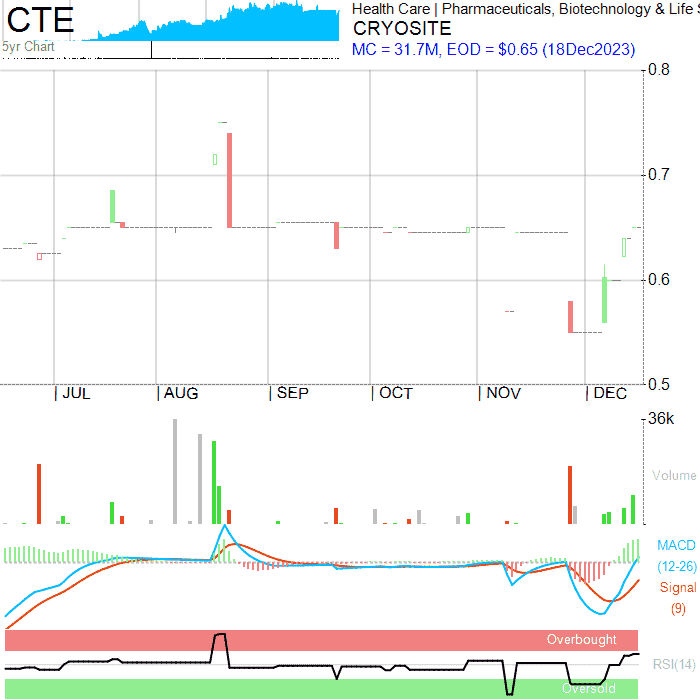 CTE
5yr Chart
Health Care | Pharmaceuticals, Biotechnology & Life S
CRYOSITE
MC = 31.7M, EOD = $0.65 (18Dec2023)
0.8
0.7
0.6
0.5
JUL AUG SEP OCT NOV DEC
36k
Volume
MACD
(12-26)
Signal
(9)
Overbought
RSI(14)
Oversold